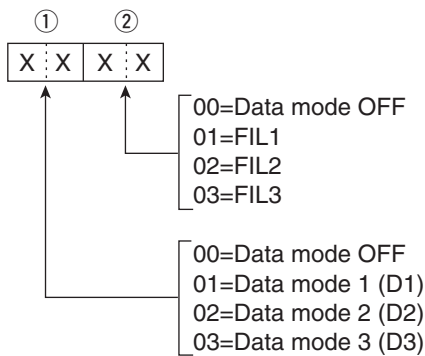 ① ②
X X X X
00=Data mode OFF
01=FIL1
02=FIL2
03=FIL3
00=Data mode OFF
01=Data mode 1 (D1)
02=Data mode 2 (D2)
03=Data mode 3 (D3)